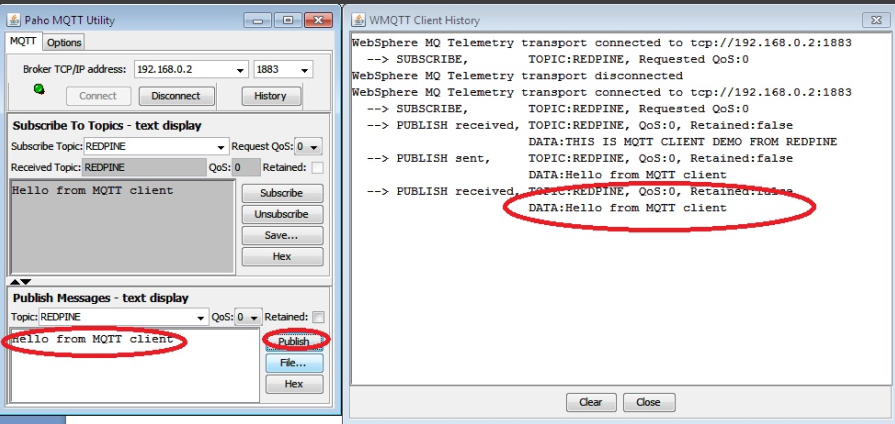 Paho MQTT Utility
MQTT Options
Broker TCP/IP address: 192.168.0.2 1883
Connect Disconnect History
Subscribe To Topics - text display
Subscribe Topic: REDPINE Request QoS: 0
Received Topic: REDPINE QoS: 0 Retained:
Hello from MQTT client
Subscribe
Unsubscribe
Save...
Hex
Publish Messages - text display
Topic: REDPINE QoS: 0 Retained:
Hello from MQTT client
Publish
File...
Hex
WMQTT Client History
WebSphere MQ Telemetry transport connected to tcp://192.168.0.2:1883
--> SUBSCRIBE, TOPIC:REDPINE, Requested QoS:0
WebSphere MQ Telemetry transport disconnected
WebSphere MQ Telemetry transport connected to tcp://192.168.0.2:1883
--> SUBSCRIBE, TOPIC:REDPINE, Requested QoS:0
--> PUBLISH received, TOPIC:REDPINE, QoS:0, Retained:false
DATA:THIS IS MQTT CLIENT DEMO FROM REDPINE
--> PUBLISH sent, TOPIC:REDPINE, QoS:0, Retained:false
DATA:Hello from MQTT client
--> PUBLISH received, TOPIC:REDPINE, QoS:0, Retained:false
DATA:Hello from MQTT client
Clear Close